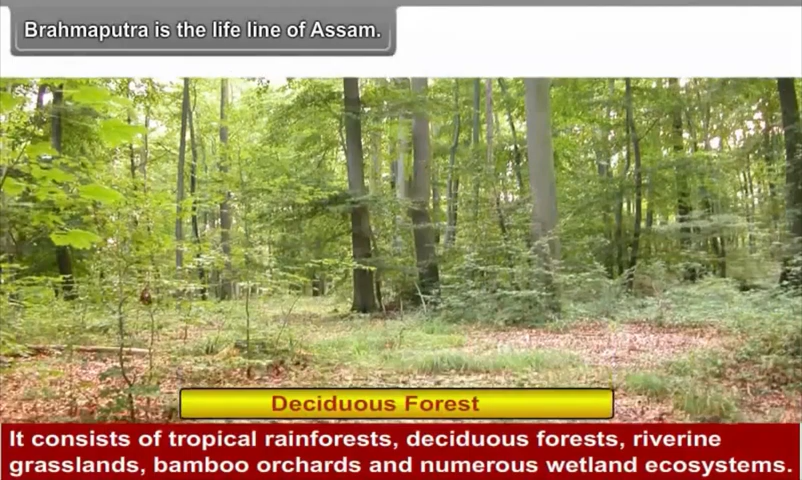 Brahmaputra is the life line of Assam.
Deciduous Forest
It consists of tropical rainforests, deciduous forests, riverine
grasslands, bamboo orchards and numerous wetland ecosystems.